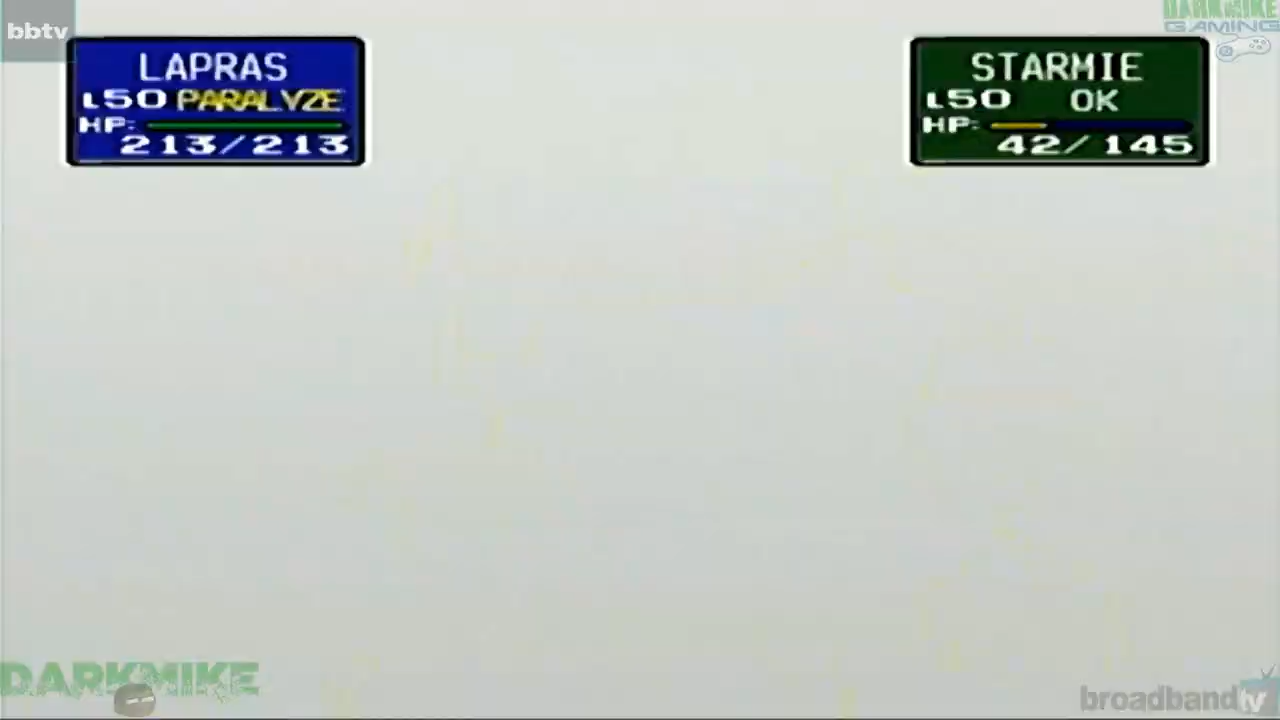 bbtv
DARKMIKE
GAMING
LAPRAS
L50 PARALYZE
HP:
213/213
STARMIE
L50 OK
HP:
42/145
DARKMIKE
broadbandtv